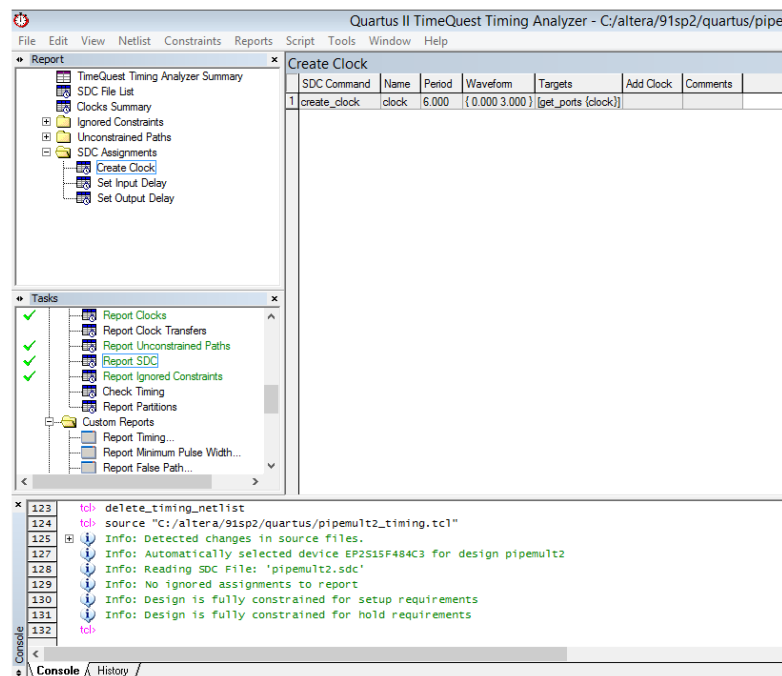 Quartus II TimeQuest Timing Analyzer - C:/altera/91sp2/quartus/pipe
File Edit View Netlist Constraints Reports Script Tools Window Help
Report
TimeQuest Timing Analyzer Summary
SDC File List
Clocks Summary
Ignored Constraints
Unconstrained Paths
SDC Assignments
Create Clock
Set Input Delay
Set Output Delay
Create Clock
SDC Command Name Period Waveform Targets Add Clock Comments
1 create_clock clock 6.000 { 0.000 3.000 } [get_ports {clock}]
Tasks
Report Clocks
Report Clock Transfers
Report Unconstrained Paths
Report SDC
Report Ignored Constraints
Check Timing
Report Partitions
Custom Reports
Report Timing...
Report Minimum Pulse Width...
Report False Path...
123 tcl> delete_timing_netlist
124 tcl> source "C:/altera/91sp2/quartus/pipemult2_timing.tcl"
125 Info: Detected changes in source files.
127 Info: Automatically selected device EP2S15F484C3 for design pipemult2
128 Info: Reading SDC File: 'pipemult2.sdc'
129 Info: No ignored assignments to report
130 Info: Design is fully constrained for setup requirements
131 Info: Design is fully constrained for hold requirements
132 tcl>
Console
Console History